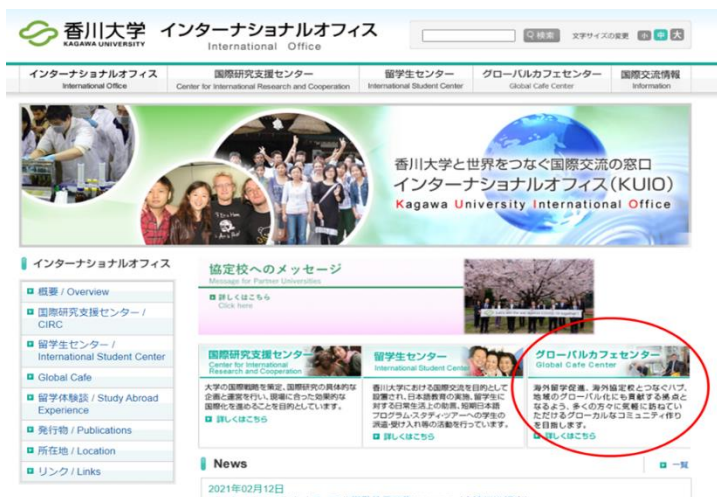 香川大学 インターナショナルオフィス
KAGAWA UNIVERSITY International Office
検索 文字サイズの変更 小 中 大
インターナショナルオフィス 国際研究支援センター 留学生センター グローバルカフェセンター 国際交流情報
International Office Center for International Research and Cooperation International Student Center Global Cafe Center Information
香川大学と世界をつなぐ国際交流の窓口
インターナショナルオフィス(KUIO)
Kagawa University International Office
インターナショナルオフィス
概要 / Overview
国際研究支援センター /
CIRC
留学生センター /
International Student Center
Global Cafe
留学体験談 / Study Abroad
Experience
発行物 / Publications
所在地 / Location
リンク / Links
協定校へのメッセージ
Message for Partner Universities
詳しくはこちら
Click here
国際研究支援センター
Center for International
Research and Cooperation
大学の国際戦略を策定、国際研究の具体的な
企画と運営を行い、現場に合った効果的な
国際化を進めることを目的としています。
詳しくはこちら
留学生センター
International Student Center
香川大学における国際交流を目的として
設置され、日本語教育の実施、留学生に
対する日常生活上の助言、短期日本語
プログラム・スタディ・ツアーへの学生の
派遣・受け入れ等の活動を行っています。
詳しくはこちら
グローバルカフェセンター
Global Cafe Center
海外留学促進、海外協定校とつなぐハブ、
地域のグローバル化にも貢献する拠点と
なるよう、多くの方々に気軽に訪ねてい
ただけるグローカルなコミュニティ作り
を目指します。
詳しくはこちら
News 一覧
2021年02月12日